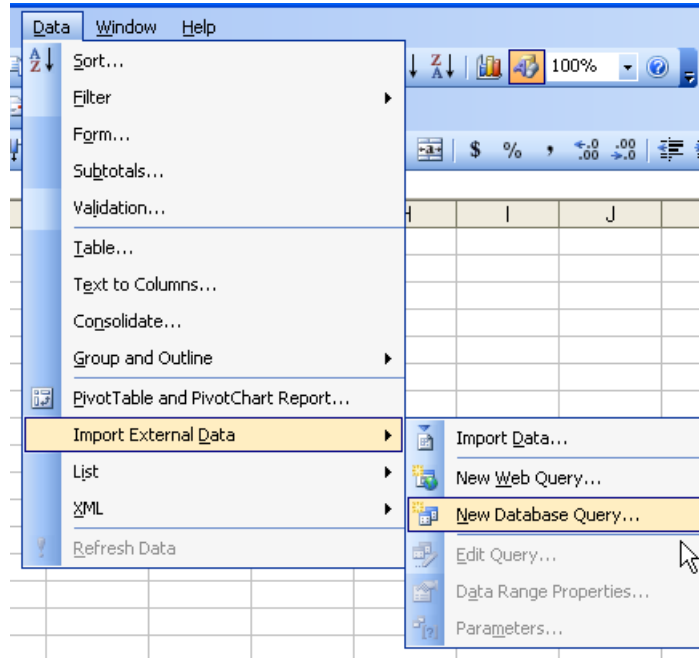 Data Window Help
100%
Sort...
Filter
Form...
Subtotals...
$ % , .00 .00
Validation...
H I J
Table...
Text to Columns...
Consolidate...
Group and Outline
PivotTable and PivotChart Report...
Import External Data
Import Data...
List
New Web Query...
XML
New Database Query...
Refresh Data
Edit Query...
Data Range Properties...
Parameters...